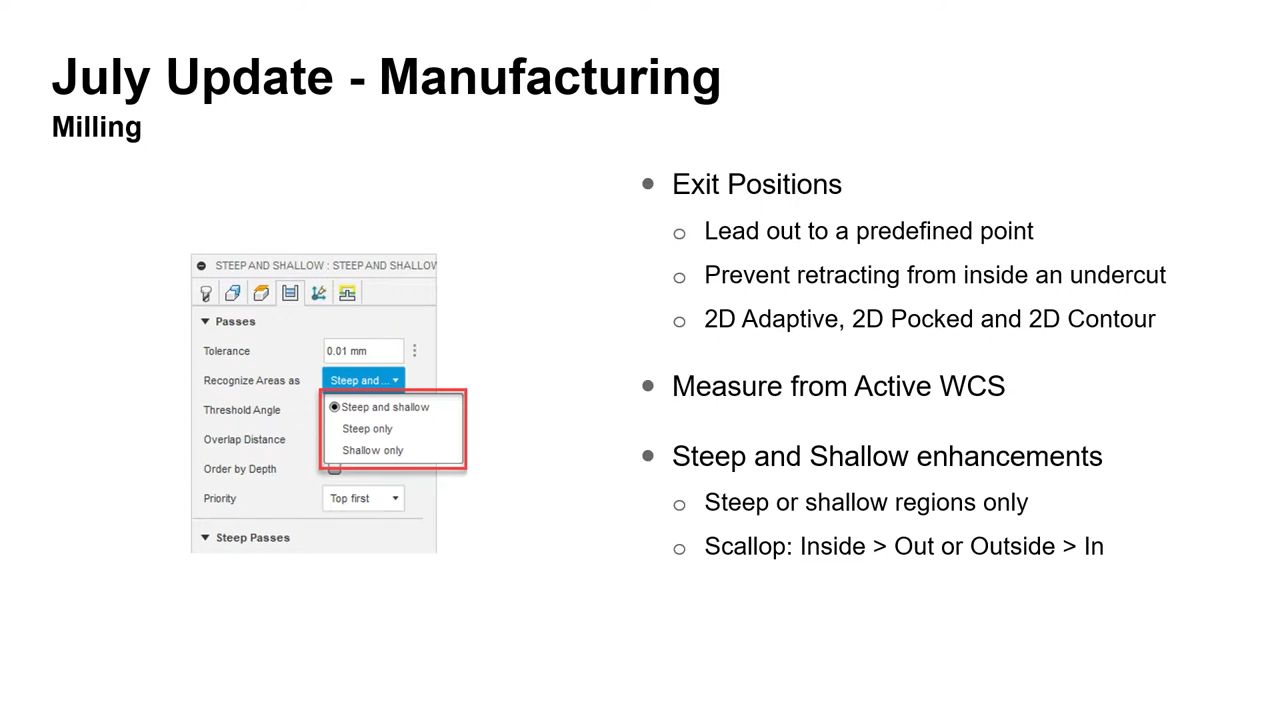 July Update - Manufacturing
Milling
STEEP AND SHALLOW : STEEP AND SHALLOW
Passes
Tolerance
0.01 mm
Recognize Areas as
Steep and ...
Threshold Angle
Steep and shallow
Steep only
Overlap Distance
Shallow only
Order by Depth
Priority
Top first
Steep Passes
Exit Positions
Lead out to a predefined point
Prevent retracting from inside an undercut
2D Adaptive, 2D Pocked and 2D Contour
Measure from Active WCS
Steep and Shallow enhancements
Steep or shallow regions only
Scallop: Inside > Out or Outside > In